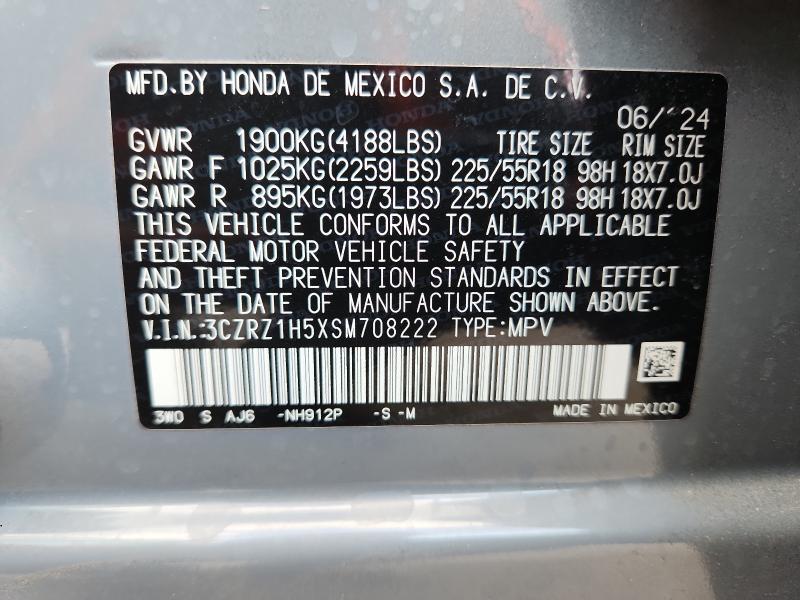 MFD.BY HONDA DE MEXICO S.A. DE C.V.
06/ 24
GVWR 1900KG(4188LBS) TIRE SIZE RIM SIZE
GAWR F 1025KG(2259LBS) 225/55R18 98H 18X7.0J
GAWR R 895KG(1973LBS) 225/55R18 98H 18X7.0J
THIS VEHICLE CONFORMS TO ALL APPLICABLE
FEDERAL MOTOR VEHICLE SAFETY
AND THEFT PREVENTION STANDARDS IN EFFECT
ON THE DATE OF MANUFACTURE SHOWN ABOVE.
V.I.N.:3CZRZ1H5XSM708222 TYPE:MPV
3W0 S AJ6 -NH912P -S -M
MADE IN MEXICO